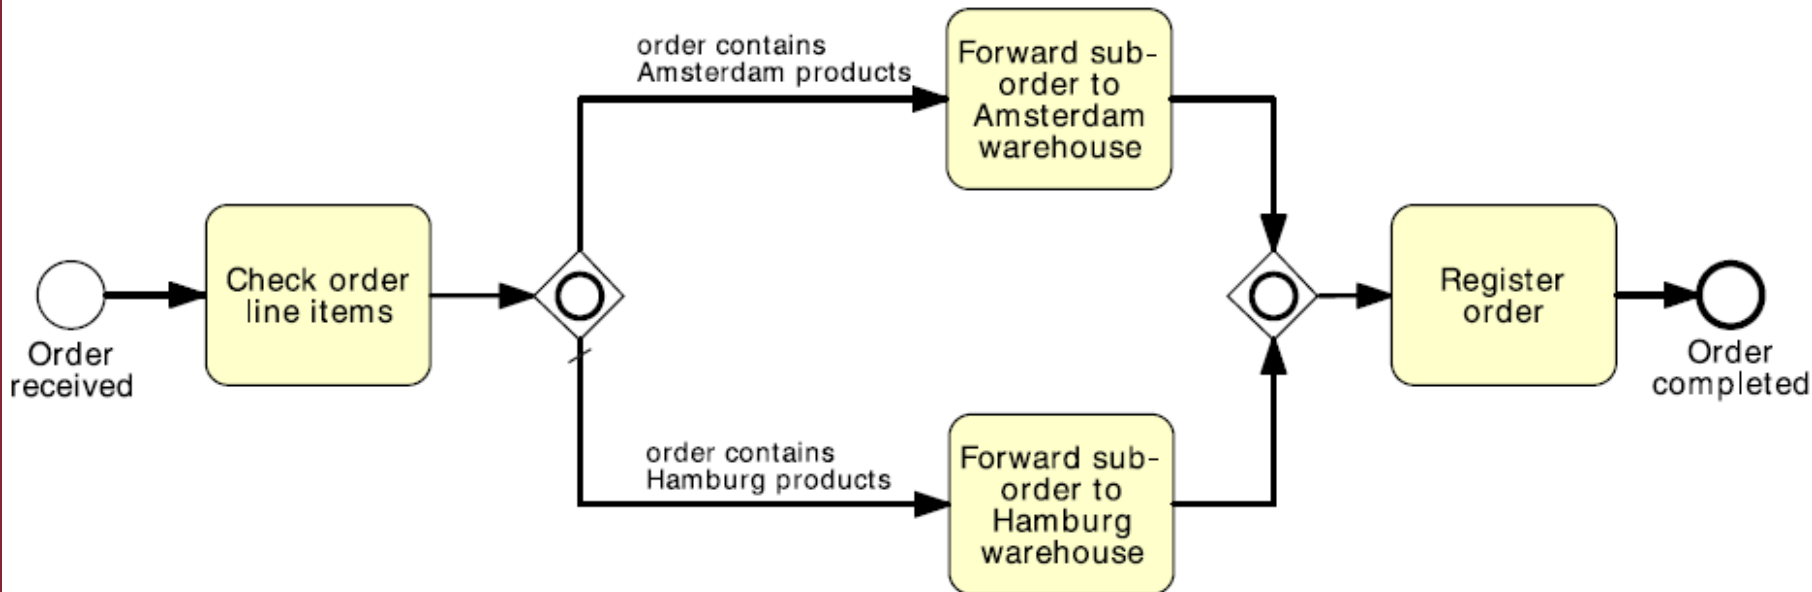 Order
received
Check order
line items
order contains
Amsterdam products
Forward sub-
order to
Amsterdam
warehouse
order contains
Hamburg products
Forward sub-
order to
Hamburg
warehouse
Register
order
Order
completed